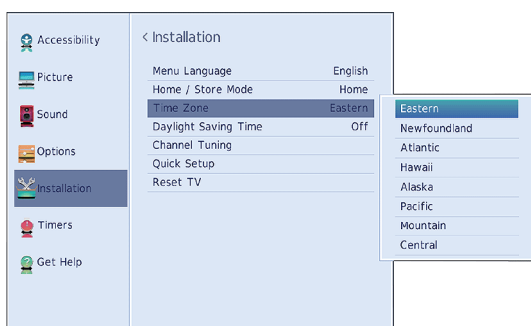 Accessibility
Picture
Sound
Options
Installation
Timers
Get Help
< Installation
Menu Language English
Home / Store Mode Home
Time Zone Eastern
Daylight Saving Time Off
Channel Tuning
Quick Setup
Reset TV
Eastern
Newfoundland
Atlantic
Hawaii
Alaska
Pacific
Mountain
Central